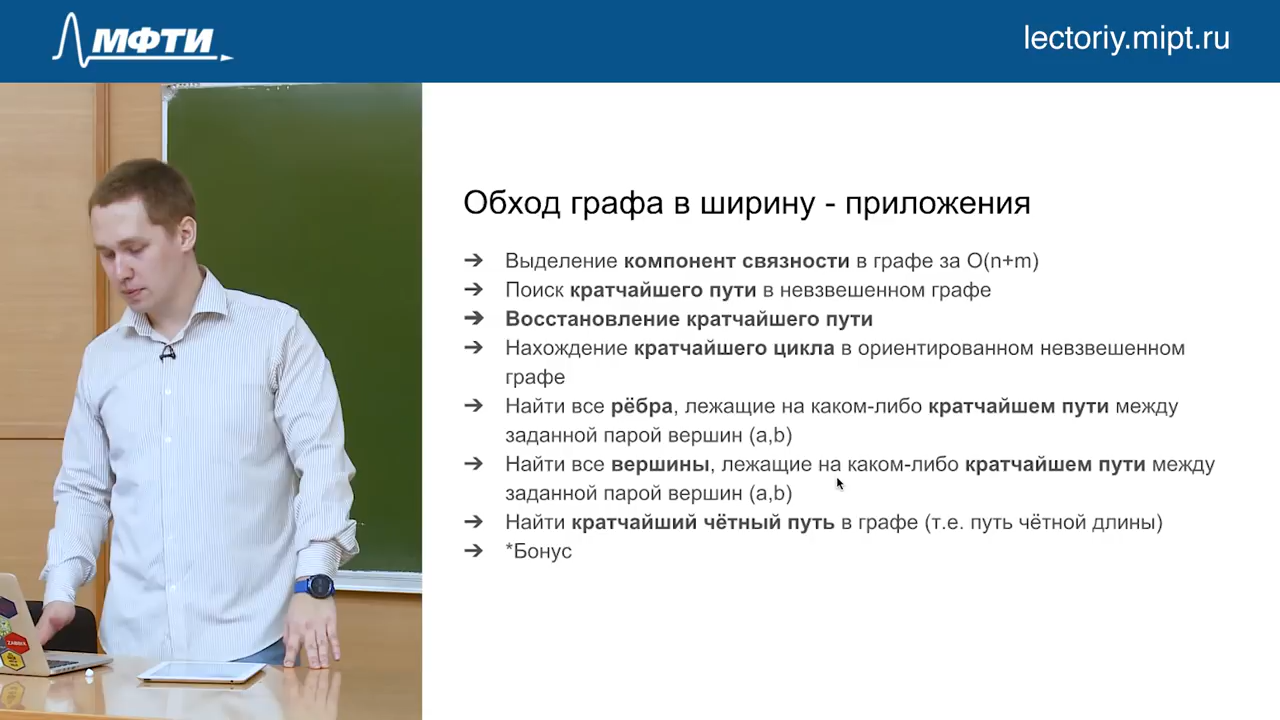 МФТИ
lectoriy.mipt.ru
Обход графа в ширину - приложения
➔ Выделение компонент связности в графе за O(n+m)
➔ Поиск кратчайшего пути в невзвешенном графе
➔ Восстановление кратчайшего пути
➔ Нахождение кратчайшего цикла в ориентированном невзвешенном
графе
➔ Найти все рёбра, лежащие на каком-либо кратчайшем пути между
заданной парой вершин (a,b)
➔ Найти все вершины, лежащие на каком-либо кратчайшем пути между
заданной парой вершин (a,b)
➔ Найти кратчайший чётный путь в графе (т.е. путь чётной длины)
➔ *Бонус